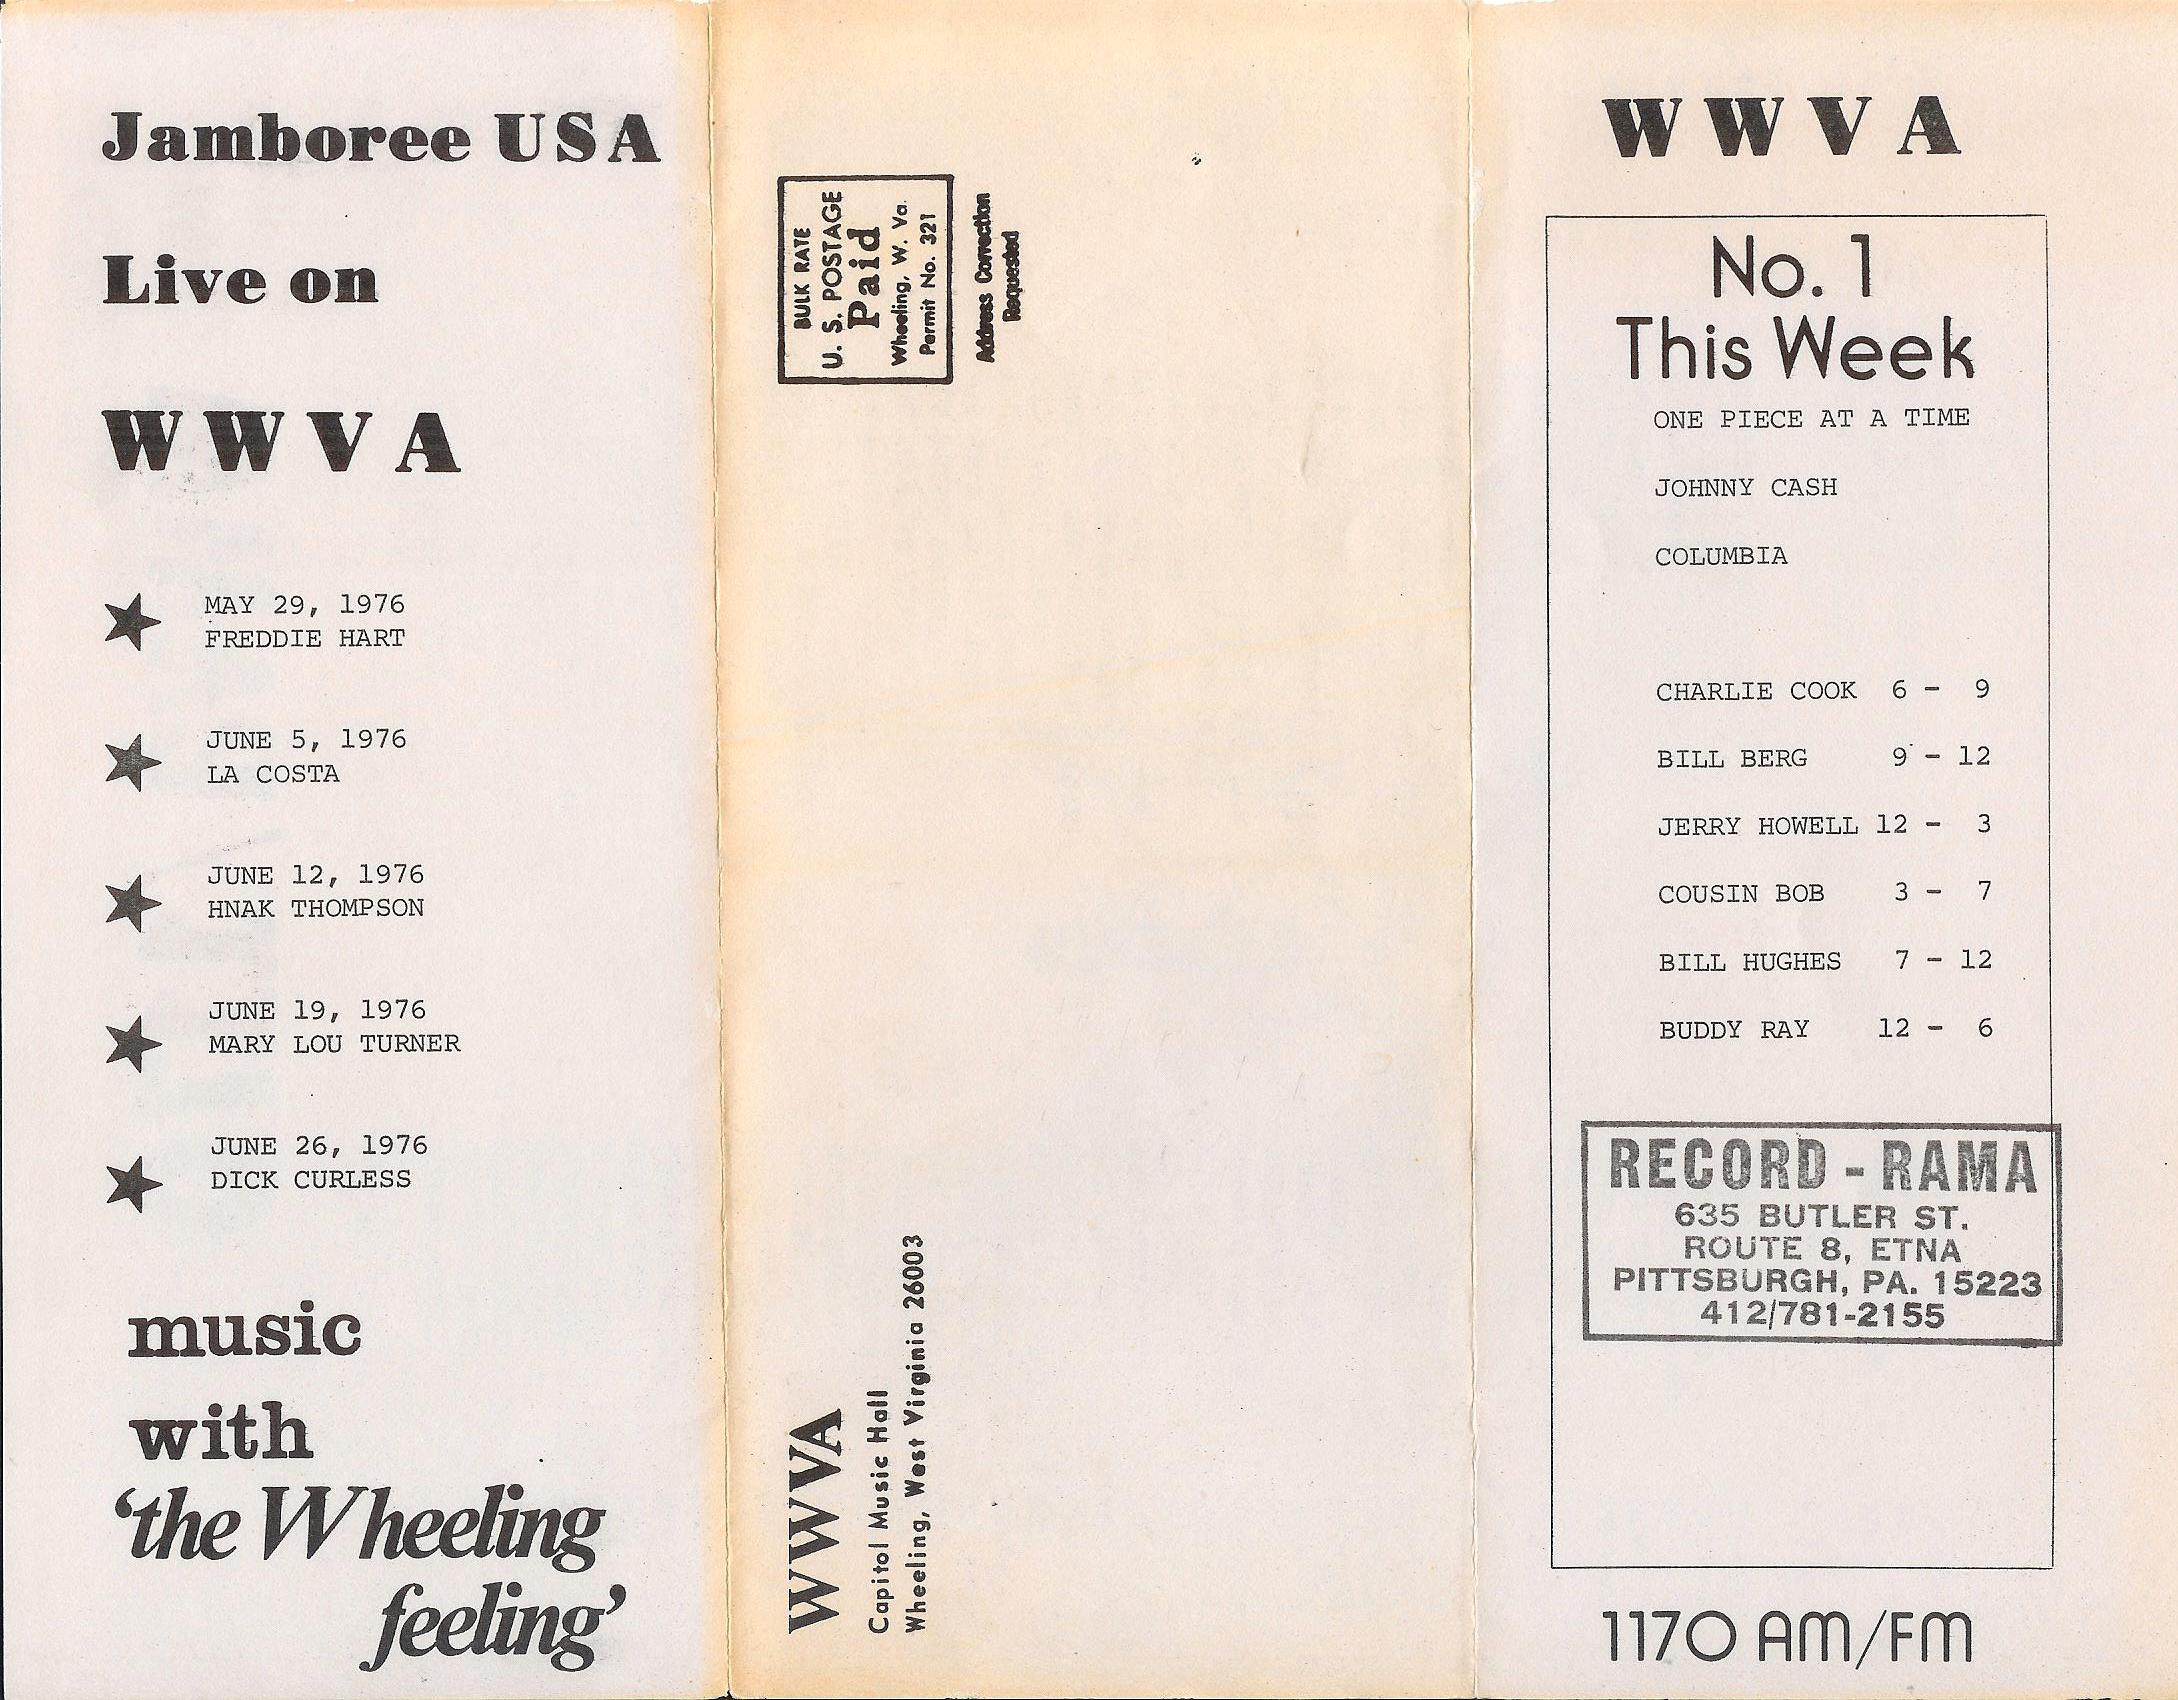 Jamboree USA
Live on
WWVA
MAY 29, 1976
FREDDIE HART
JUNE 5, 1976
LA COSTA
JUNE 12, 1976
HNAK THOMPSON
JUNE 19, 1976
MARY LOU TURNER
JUNE 26, 1976
DICK CURLESS
music
with
‘the Wheeling
feeling’
BULK RATE
U. S. POSTAGE
Paid
Wheeling, W. Va.
Permit No. 321
Address Correction
Requested
WWVA
Capitol Music Hall
Wheeling, West Virginia 26003
WWVA
No. 1
This Week
ONE PIECE AT A TIME
JOHNNY CASH
COLUMBIA
CHARLIE COOK 6 - 9
BILL BERG 9 - 12
JERRY HOWELL 12 - 3
COUSIN BOB 3 - 7
BILL HUGHES 7 - 12
BUDDY RAY 12 - 6
RECORD - RAMA
635 BUTLER ST.
ROUTE 8, ETNA
PITTSBURGH, PA. 15223
412/781-2155
1170 AM/FM